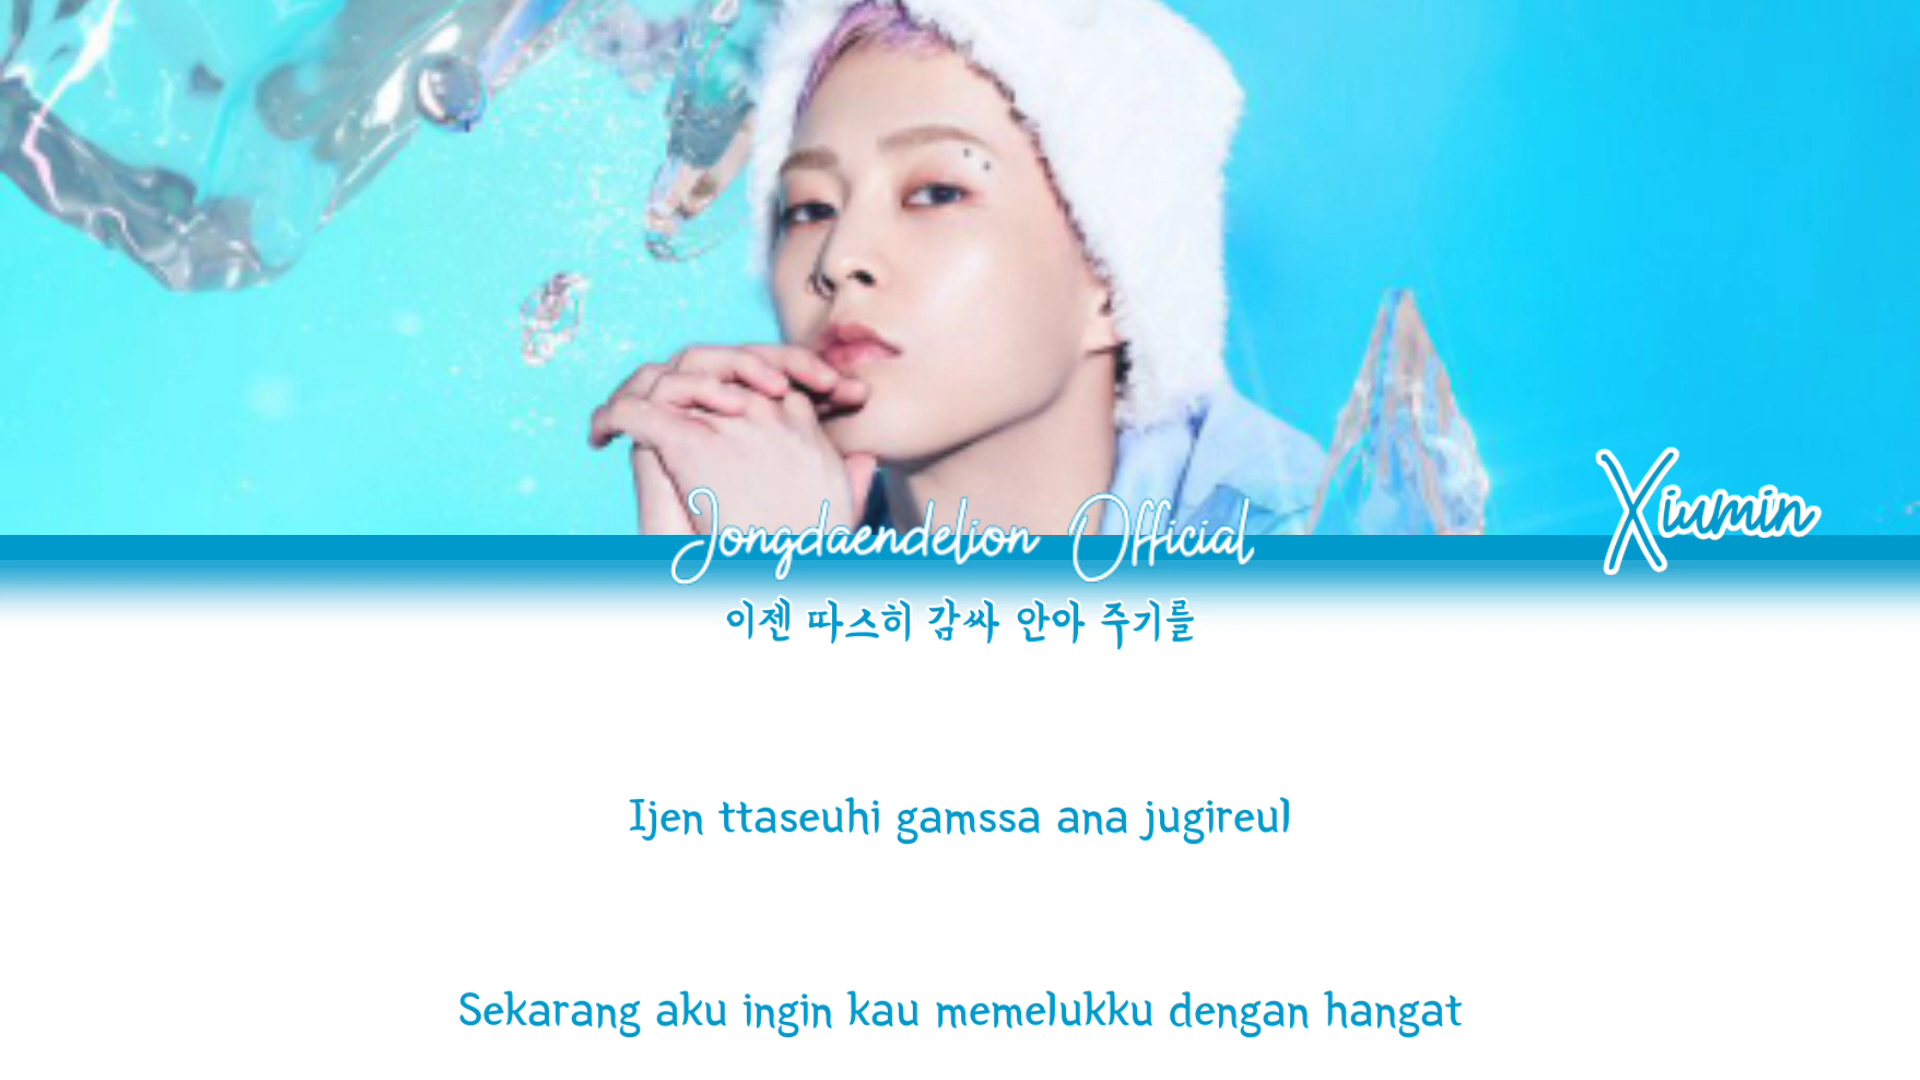 Xiumin
Jongdaendelion Official
이젠 따스히 감싸 안아 주기를
Ijen ttaseuhi gamssa ana jugireul
Sekarang aku ingin kau memelukku dengan hangat